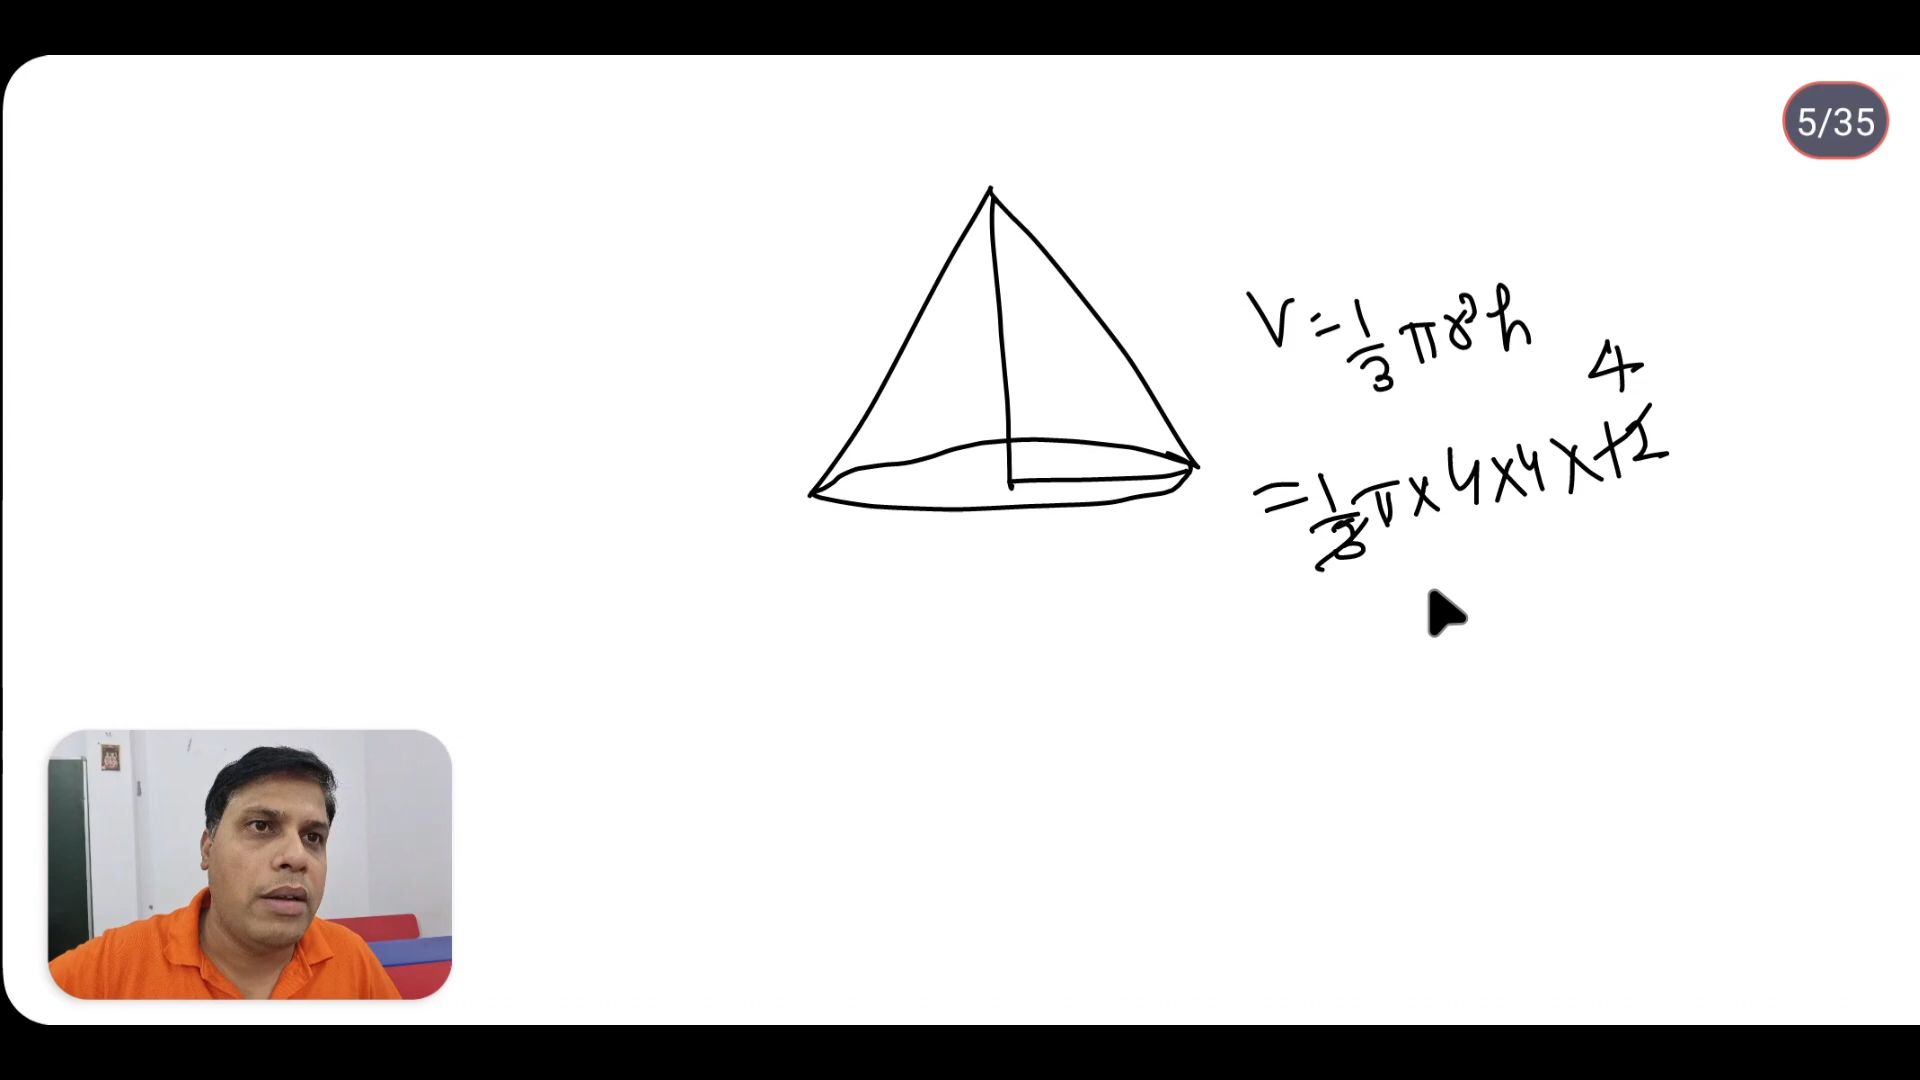 5/35
V = 1/3 πr²h
4
= 1/3 π × 4 × 4 × 12